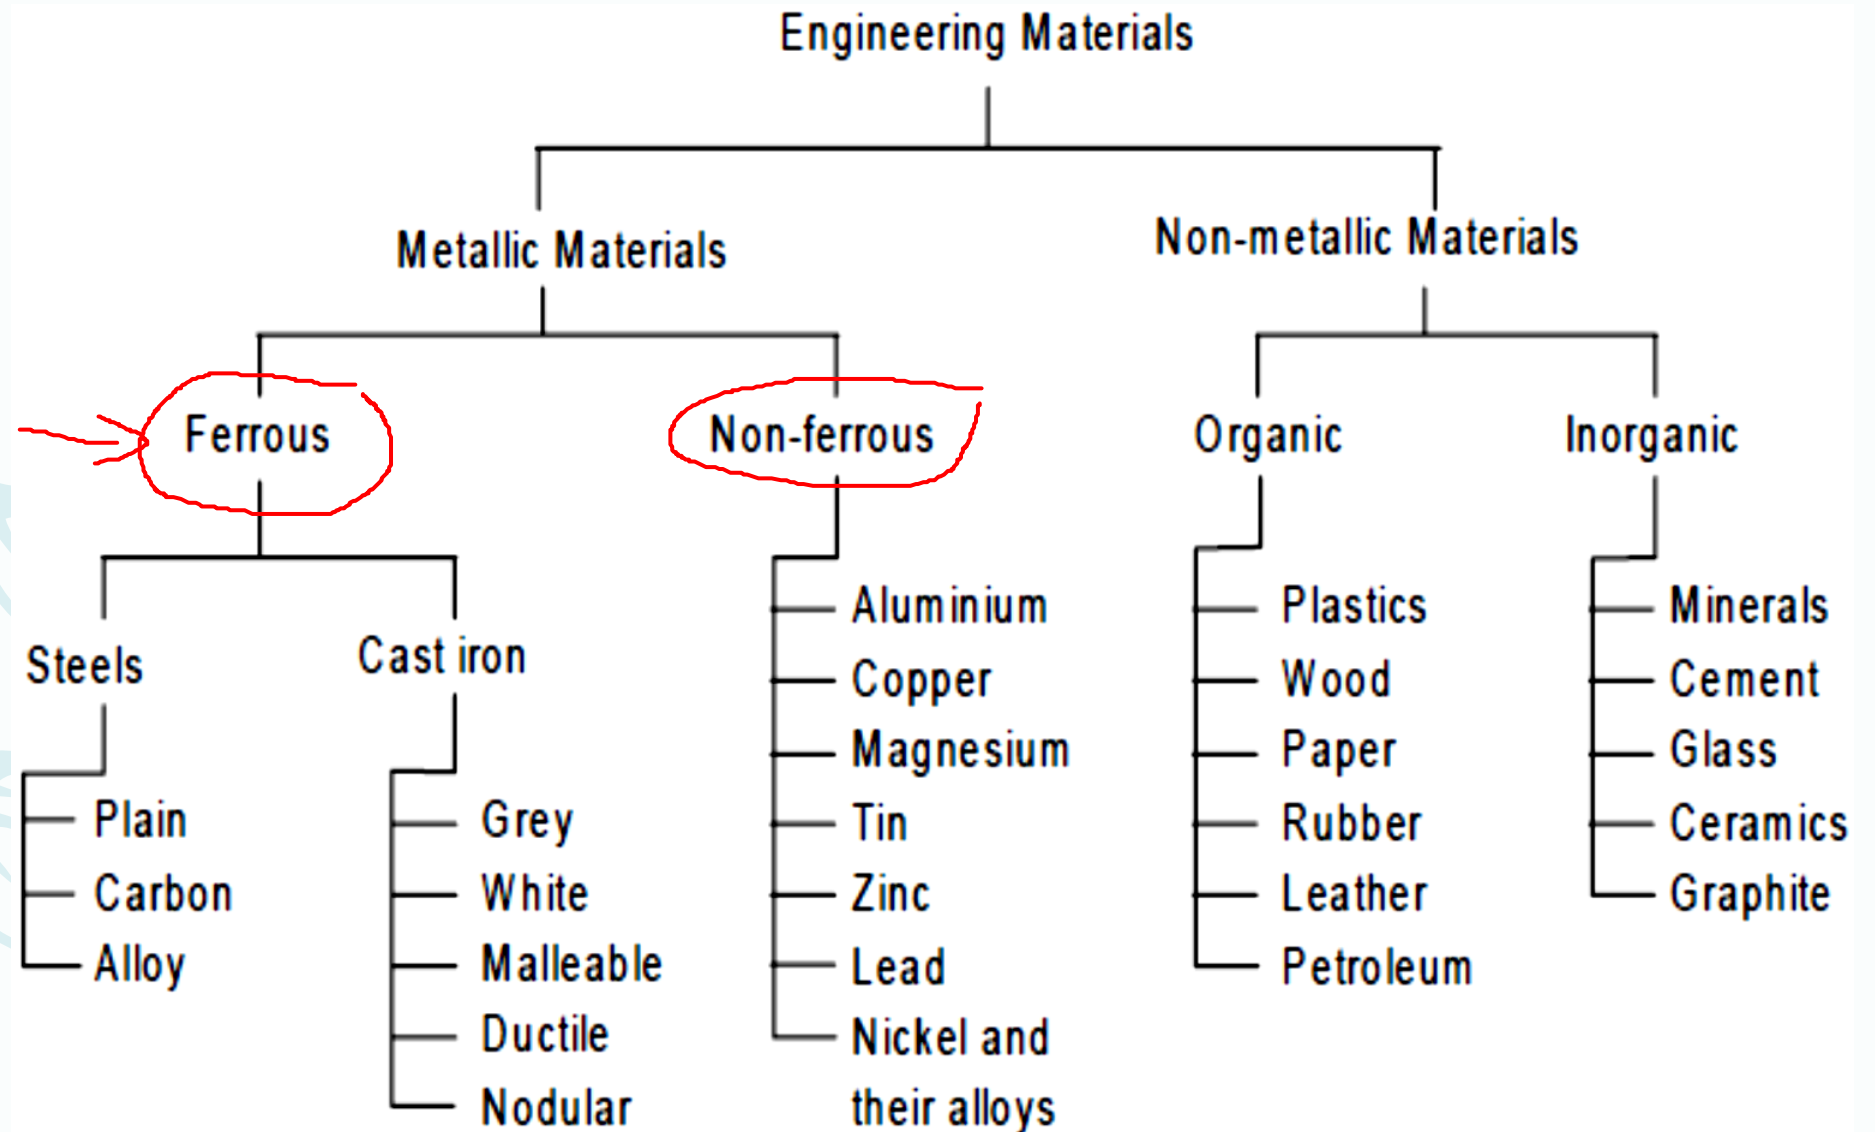 Engineering Materials
Metallic Materials
Non-metallic Materials
Ferrous
Non-ferrous
Organic
Inorganic
Steels
Cast iron
Plain
Carbon
Alloy
Grey
White
Malleable
Ductile
Nodular
Aluminium
Copper
Magnesium
Tin
Zinc
Lead
Nickel and
their alloys
Plastics
Wood
Paper
Rubber
Leather
Petroleum
Minerals
Cement
Glass
Ceramics
Graphite